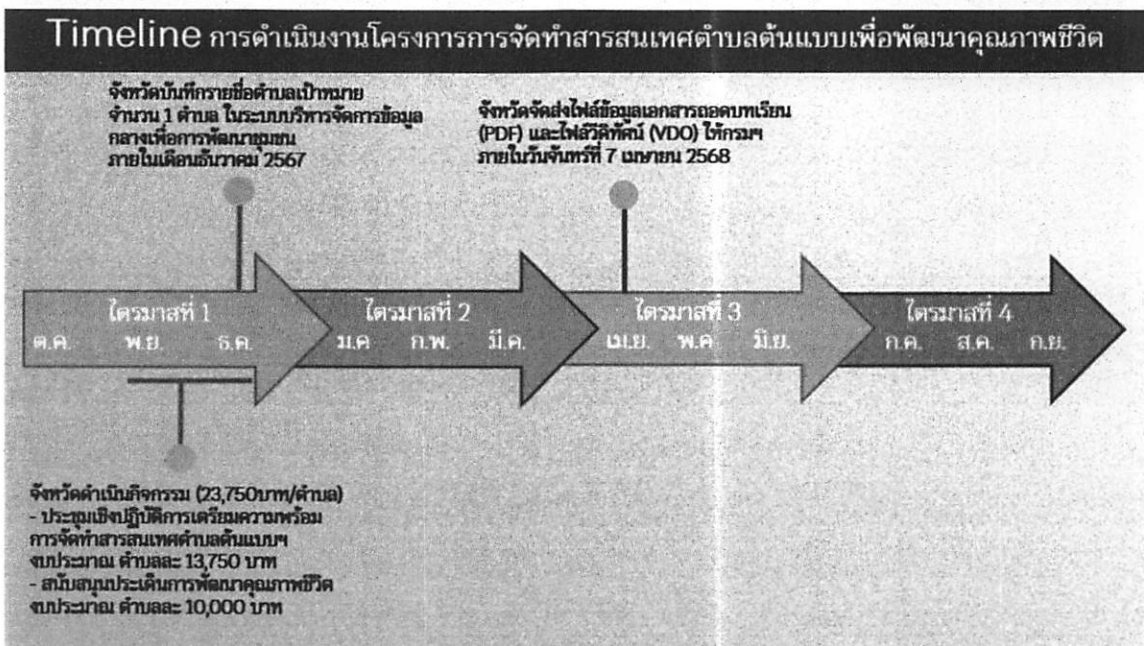 Timeline การดำเนินงานโครงการการจัดทำสารสนเทศตำบลต้นแบบเพื่อพัฒนาคุณภาพชีวิต
จังหวัดบันทึกรายชื่อตำบลเป้าหมาย
จำนวน 1 ตำบล ในระบบบริหารจัดการข้อมูล
กลางเพื่อการพัฒนาชุมชน
ภายในเดือนธันวาคม 2567
จังหวัดจัดส่งไฟล์ข้อมูลเอกสารถอดบทเรียน
(PDF) และไฟล์วีดิทัศน์ (VDO) ให้กรมฯ
ภายในวันจันทร์ที่ 7 เมษายน 2568
ไตรมาสที่ 1
ต.ค. พ.ย. ธ.ค.
ไตรมาสที่ 2
ม.ค ก.พ. มี.ค.
ไตรมาสที่ 3
เม.ย. พ.ค มิ.ย.
ไตรมาสที่ 4
ก.ค. ส.ค. ก.ย.
จังหวัดดำเนินกิจกรรม (23,750บาท/ตำบล)
- ประชุมเชิงปฏิบัติการเตรียมความพร้อม
การจัดทำสารสนเทศตำบลต้นแบบฯ
งบประมาณ ตำบลละ 13,750 บาท
- สนับสนุนประเด็นการพัฒนาคุณภาพชีวิต
งบประมาณ ตำบลละ 10,000 บาท